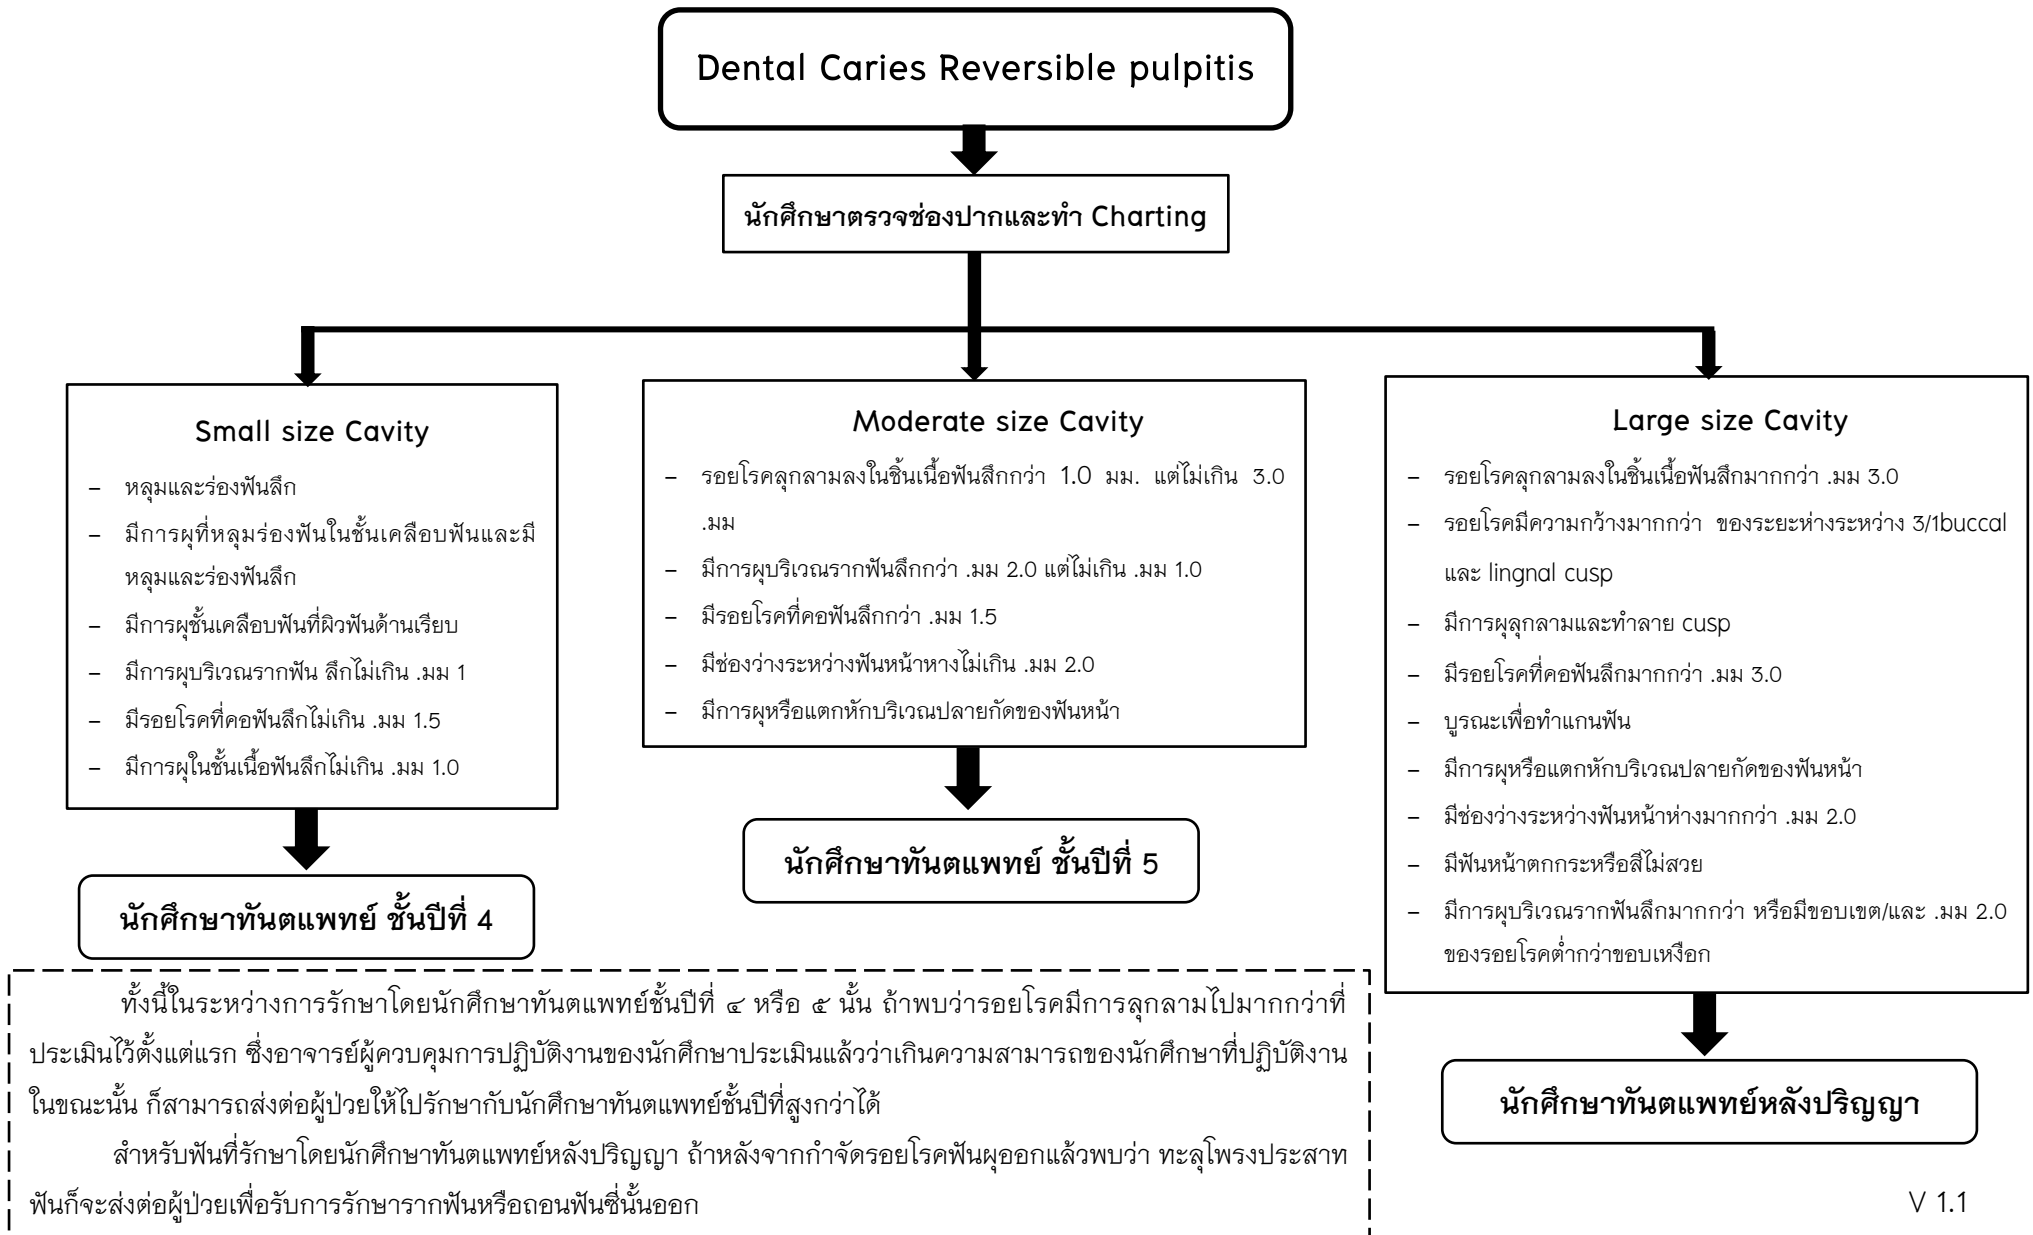 Dental Caries Reversible pulpitis
นักศึกษาตรวจช่องปากและทำ Charting
Small size Cavity
– หลุมและร่องฟันลึก
– มีการผุที่หลุมร่องฟันในชั้นเคลือบฟันและมี
หลุมและร่องฟันลึก
– มีการผุชั้นเคลือบฟันที่ผิวฟันด้านเรียบ
– มีการผุบริเวณรากฟัน ลึกไม่เกิน .มม 1
– มีรอยโรคที่คอฟันลึกไม่เกิน .มม 1.5
– มีการผุในชั้นเนื้อฟันลึกไม่เกิน .มม 1.0
นักศึกษาทันตแพทย์ ชั้นปีที่ 4
Moderate size Cavity
– รอยโรคลุกลามลงในชิ้นเนื้อฟันสึกกว่า 1.0 มม. แต่ไม่เกิน 3.0
.มม
– มีการผุบริเวณรากฟันลึกกว่า .มม 2.0 แต่ไม่เกิน .มม 1.0
– มีรอยโรคที่คอฟันลึกกว่า .มม 1.5
– มีช่องว่างระหว่างฟันหน้าหางไม่เกิน .มม 2.0
– มีการผุหรือแตกหักบริเวณปลายกัดของฟันหน้า
นักศึกษาทันตแพทย์ ชั้นปีที่ 5
Large size Cavity
– รอยโรคลุกลามลงในชิ้นเนื้อฟันสึกมากกว่า .มม 3.0
– รอยโรคมีความกว้างมากกว่า ของระยะห่างระหว่าง 3/1buccal
และ lingnal cusp
– มีการผุลุกลามและทำลาย cusp
– มีรอยโรคที่คอฟันลึกมากกว่า .มม 3.0
– บูรณะเพื่อทำแกนฟัน
– มีการผุหรือแตกหักบริเวณปลายกัดของฟันหน้า
– มีช่องว่างระหว่างฟันหน้าห่างมากกว่า .มม 2.0
– มีฟันหน้าตกกระหรือสีไม่สวย
– มีการผุบริเวณรากฟันลึกมากกว่า หรือมีขอบเขต/และ .มม 2.0
ของรอยโรคต่ำกว่าขอบเหงือก
นักศึกษาทันตแพทย์หลังปริญญา
ทั้งนี้ในระหว่างการรักษาโดยนักศึกษาทันตแพทย์ชั้นปีที่ ๔ หรือ ๕ นั้น ถ้าพบว่ารอยโรคมีการลุกลามไปมากกว่าที่
ประเมินไว้ตั้งแต่แรก ซึ่งอาจารย์ผู้ควบคุมการปฏิบัติงานของนักศึกษาประเมินแล้วว่าเกินความสามารถของนักศึกษาที่ปฏิบัติงาน
ในขณะนั้น ก็สามารถส่งต่อผู้ป่วยให้ไปรักษากับนักศึกษาทันตแพทย์ชั้นปีที่สูงกว่าได้
สำหรับฟันที่รักษาโดยนักศึกษาทันตแพทย์หลังปริญญา ถ้าหลังจากกำจัดรอยโรคฟันผุออกแล้วพบว่า ทะลุโพรงประสาท
ฟันก็จะส่งต่อผู้ป่วยเพื่อรับการรักษารากฟันหรือถอนฟันซี่นั้นออก
V 1.1